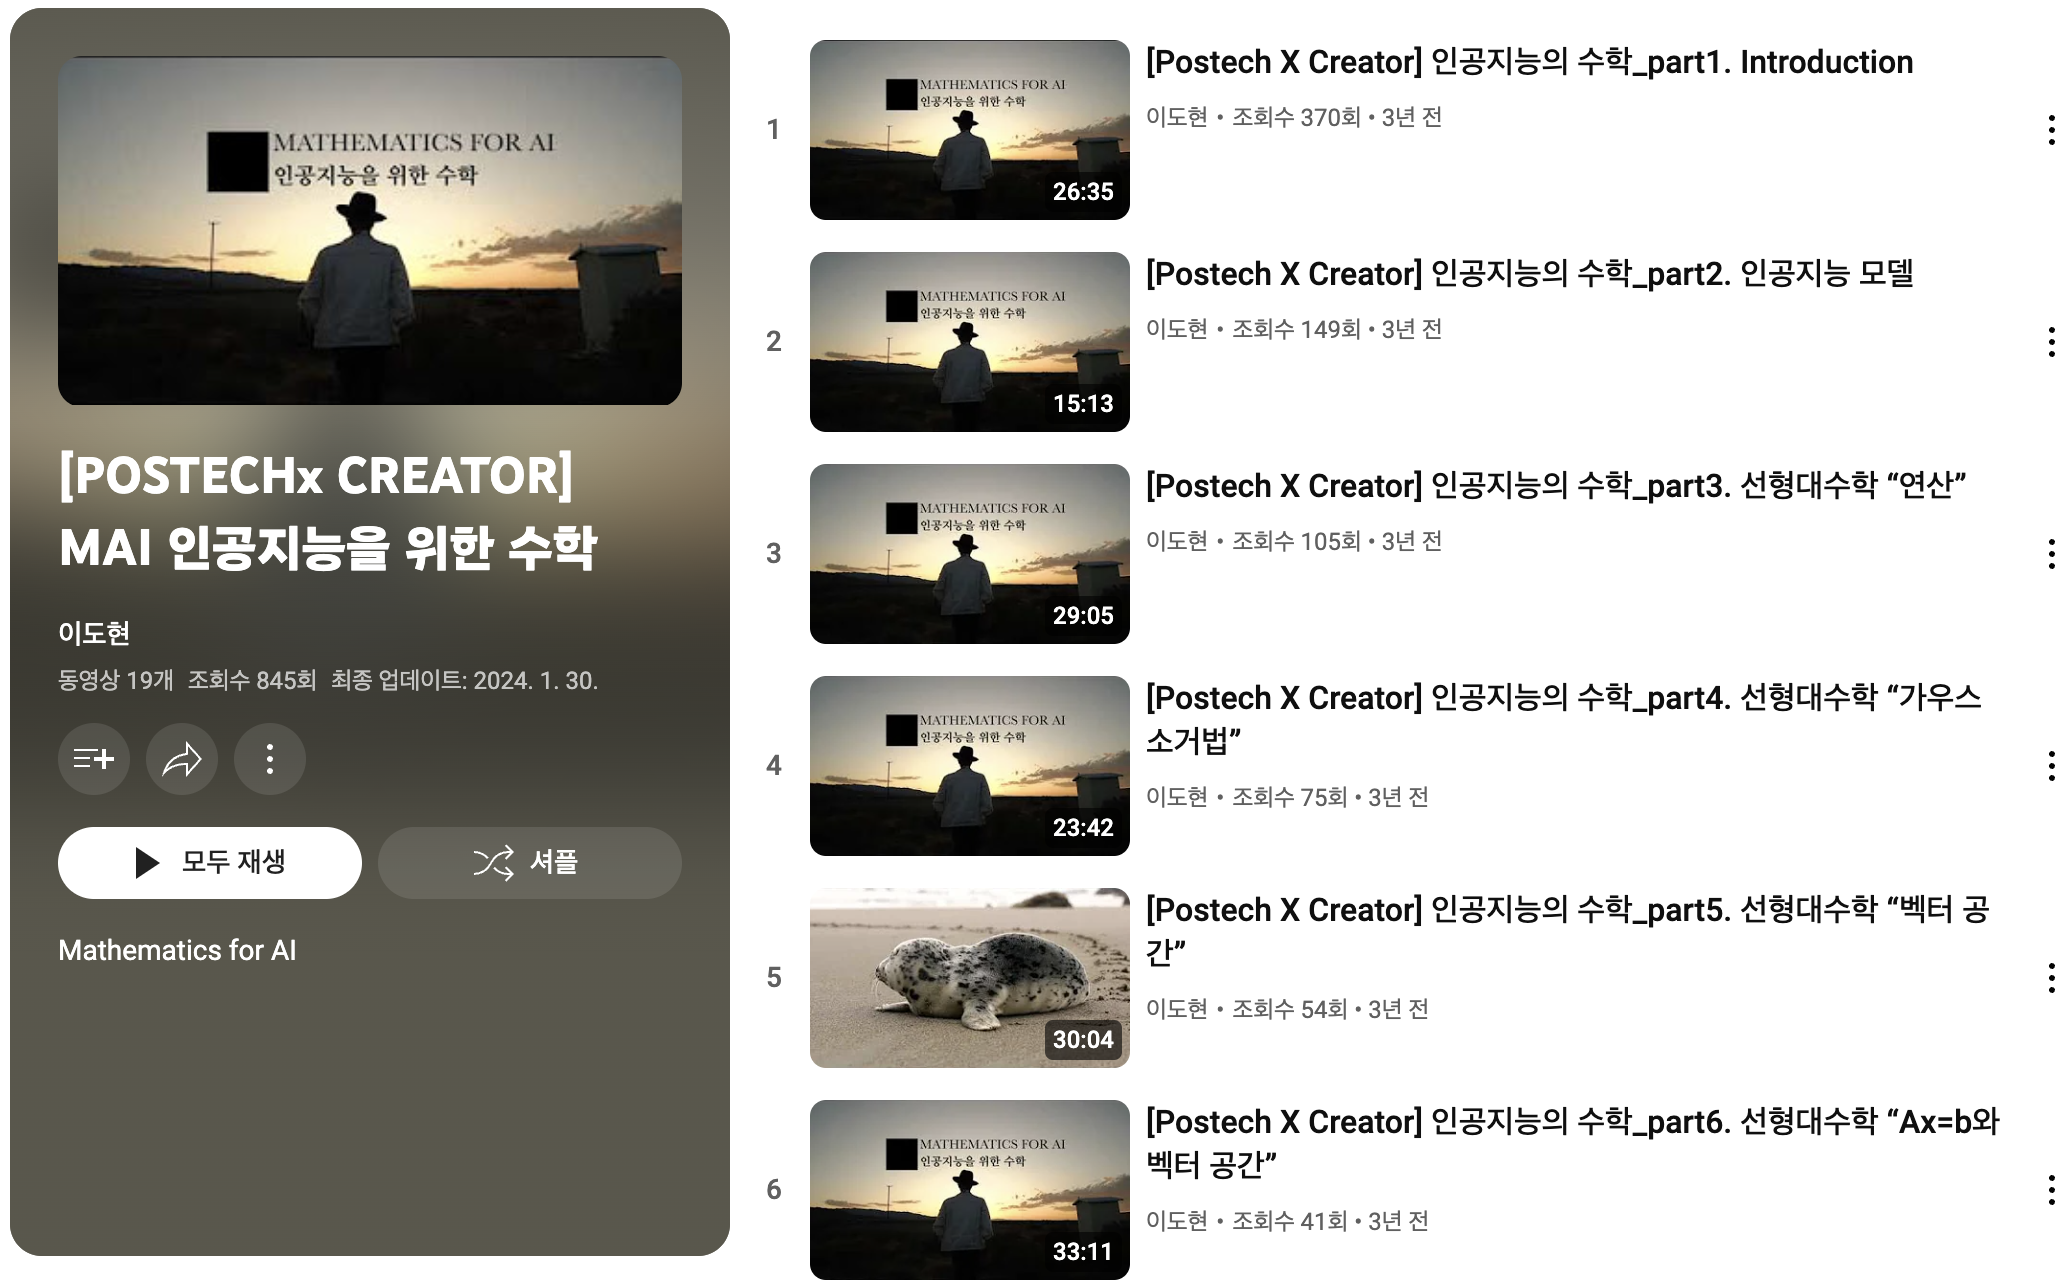 MATHEMATICS FOR AI
인공지능을 위한 수학
[POSTECHx CREATOR]
MAI 인공지능을 위한 수학
이도현
동영상 19개 조회수 845회 최종 업데이트: 2024. 1. 30.
모두 재생
셔플
Mathematics for AI
1
MATHEMATICS FOR AI
인공지능을 위한 수학
26:35
[Postech X Creator] 인공지능의 수학_part1. Introduction
이도현 • 조회수 370회 • 3년 전
2
MATHEMATICS FOR AI
인공지능을 위한 수학
15:13
[Postech X Creator] 인공지능의 수학_part2. 인공지능 모델
이도현 • 조회수 149회 • 3년 전
3
MATHEMATICS FOR AI
인공지능을 위한 수학
29:05
[Postech X Creator] 인공지능의 수학_part3. 선형대수학 “연산”
이도현 • 조회수 105회 • 3년 전
4
MATHEMATICS FOR AI
인공지능을 위한 수학
23:42
[Postech X Creator] 인공지능의 수학_part4. 선형대수학 “가우스
소거법”
이도현 • 조회수 75회 • 3년 전
5
30:04
[Postech X Creator] 인공지능의 수학_part5. 선형대수학 “벡터 공
간”
이도현 • 조회수 54회 • 3년 전
6
MATHEMATICS FOR AI
인공지능을 위한 수학
33:11
[Postech X Creator] 인공지능의 수학_part6. 선형대수학 “Ax=b와
벡터 공간”
이도현 • 조회수 41회 • 3년 전